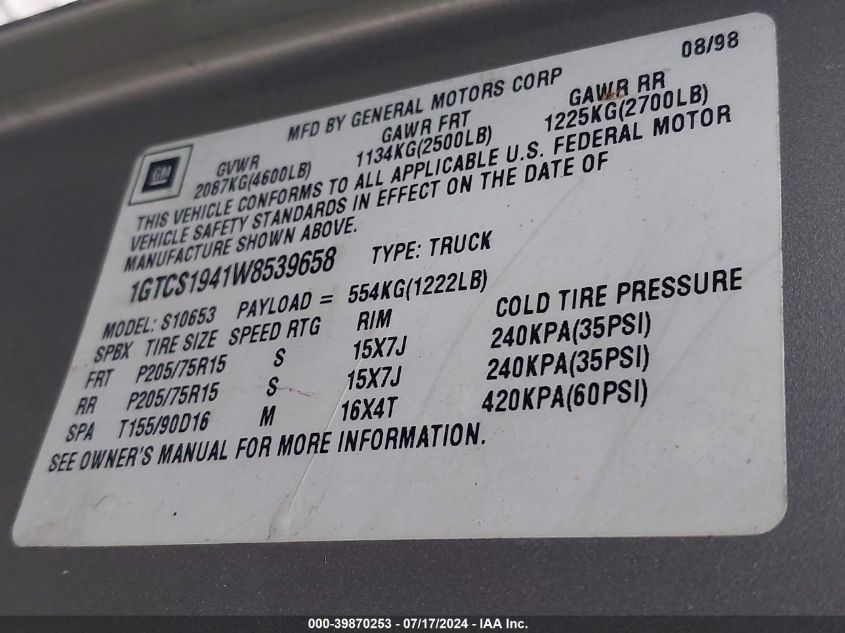 08/98
MFD BY GENERAL MOTORS CORP
GM
GVWR GAWR FRT GAWR RR
2087KG(4600LB) 1134KG(2500LB) 1225KG(2700LB)
THIS VEHICLE CONFORMS TO ALL APPLICABLE U.S. FEDERAL MOTOR
VEHICLE SAFETY STANDARDS IN EFFECT ON THE DATE OF
MANUFACTURE SHOWN ABOVE.
1GTCS1941W8539658 TYPE: TRUCK
MODEL: S10653 PAYLOAD = 554KG(1222LB)
SPBX TIRE SIZE SPEED RTG RIM COLD TIRE PRESSURE
FRT P205/75R15 S 15X7J 240KPA(35PSI)
RR P205/75R15 S 15X7J 240KPA(35PSI)
SPA T155/90D16 M 16X4T 420KPA(60PSI)
SEE OWNER'S MANUAL FOR MORE INFORMATION.
000-39870253 - 07/17/2024 - IAA Inc.